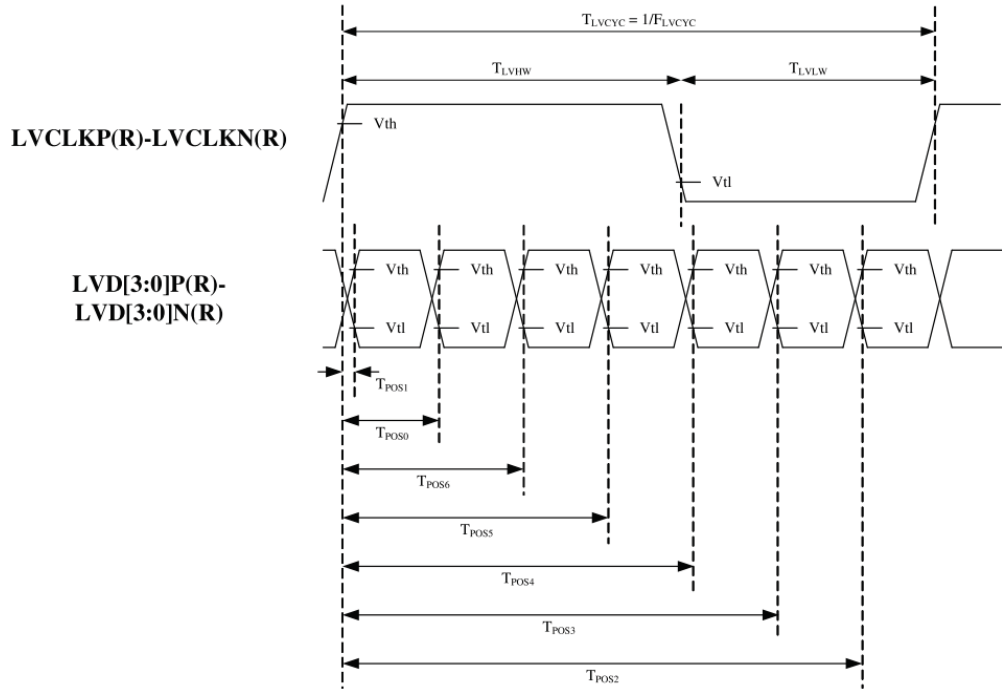 TLVCYC = 1/FLVCYC
TLVHW
TLVLW
LVCLKP(R)-LVCLKN(R)
Vth
Vtl
LVD[3:0]P(R)-
LVD[3:0]N(R)
Vth Vth Vth Vth Vth Vth Vth
Vtl Vtl Vtl Vtl Vtl Vtl Vtl
TPOS1
TPOS0
TPOS6
TPOS5
TPOS4
TPOS3
TPOS2